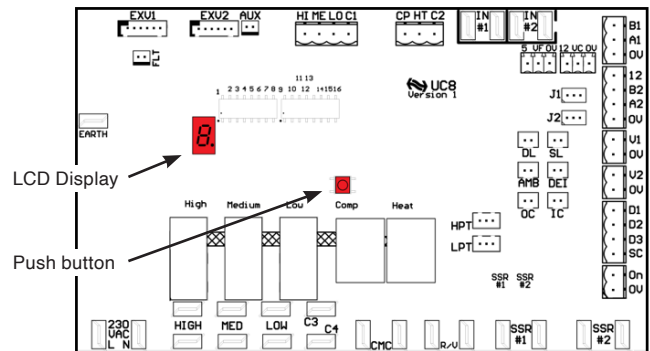 EXV1 EXV2 AUX HI ME LO C1 CP HT C2 IN #1 IN #2
FLT
5 VF 0V 12 VC 0V
B1
A1
0V
11 13
1 2 3 4 5 6 7 8 9 10 12 14 15 16
UC8
Version 1
12
B2
A2
0V
J1
J2
EARTH
8.
DL SL
V1
0V
LCD Display
AMB DEI
V2
0V
High Medium Low Comp Heat
OC IC
D1
D2
D3
SC
HPT
LPT
Push button
SSR #1 SSR #2
On
0V
230 VAC
L N
HIGH MED LOW C3
C4
CMC R/V SSR #1 SSR #2